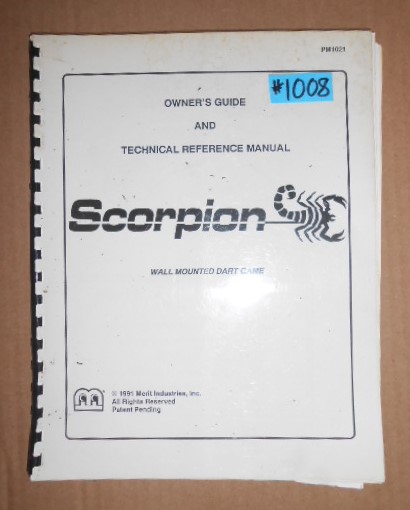 PM1021
#1008
OWNER'S GUIDE
AND
TECHNICAL REFERENCE MANUAL
Scorpion
WALL MOUNTED DART GAME
© 1991 Merit Industries, Inc.
All Rights Reserved
Patent Pending